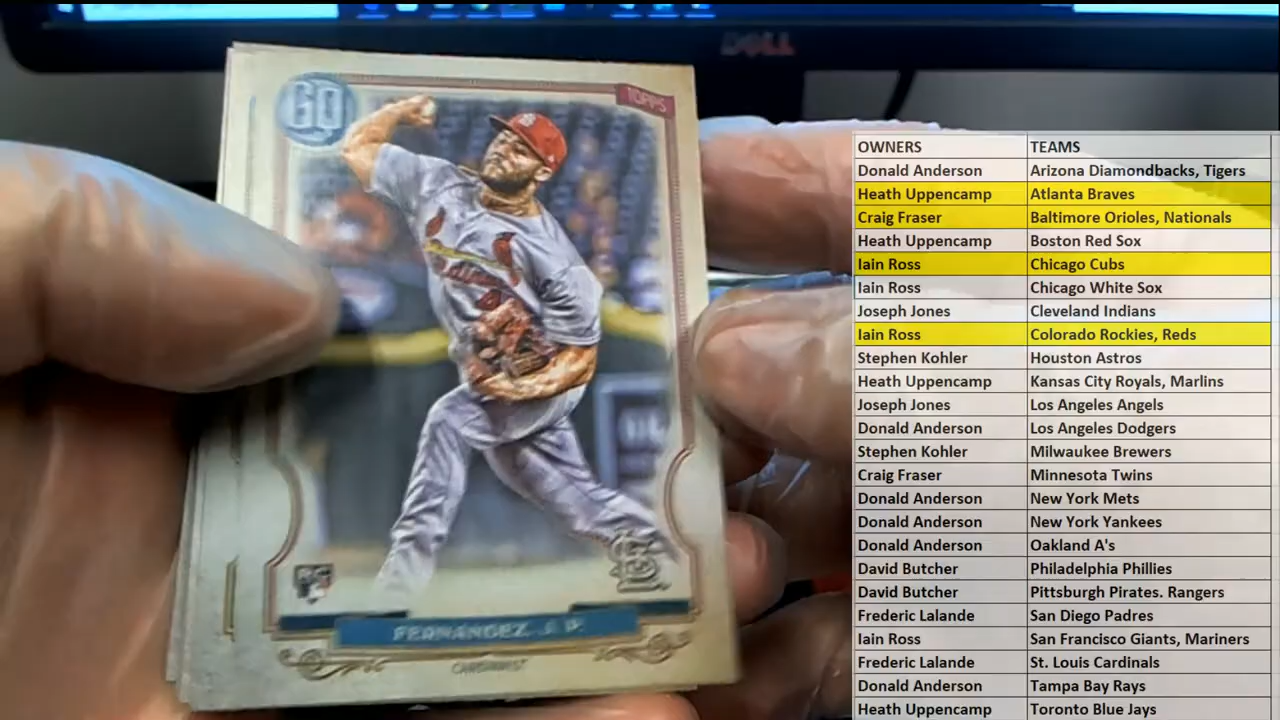 DELL
GQ
TOPPS
FERNANDEZ, J. P.
CARDINALS
OWNERS TEAMS
Donald Anderson Arizona Diamondbacks, Tigers
Heath Uppencamp Atlanta Braves
Craig Fraser Baltimore Orioles, Nationals
Heath Uppencamp Boston Red Sox
Iain Ross Chicago Cubs
Iain Ross Chicago White Sox
Joseph Jones Cleveland Indians
Iain Ross Colorado Rockies, Reds
Stephen Kohler Houston Astros
Heath Uppencamp Kansas City Royals, Marlins
Joseph Jones Los Angeles Angels
Donald Anderson Los Angeles Dodgers
Stephen Kohler Milwaukee Brewers
Craig Fraser Minnesota Twins
Donald Anderson New York Mets
Donald Anderson New York Yankees
Donald Anderson Oakland A's
David Butcher Philadelphia Phillies
David Butcher Pittsburgh Pirates. Rangers
Frederic Lalande San Diego Padres
Iain Ross San Francisco Giants, Mariners
Frederic Lalande St. Louis Cardinals
Donald Anderson Tampa Bay Rays
Heath Uppencamp Toronto Blue Jays